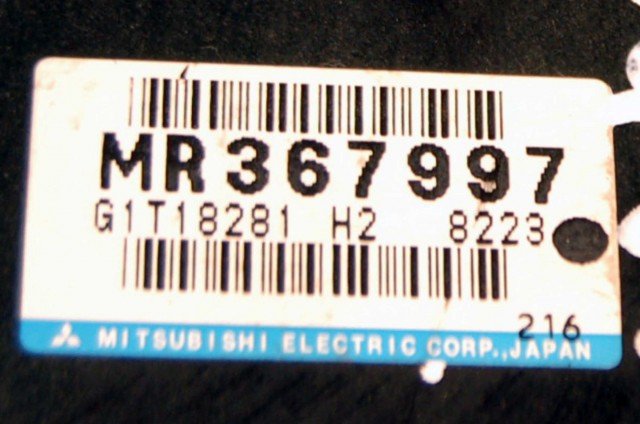 MR367997
G1T18281 H2 8223
216
MITSUBISHI ELECTRIC CORP.,JAPAN